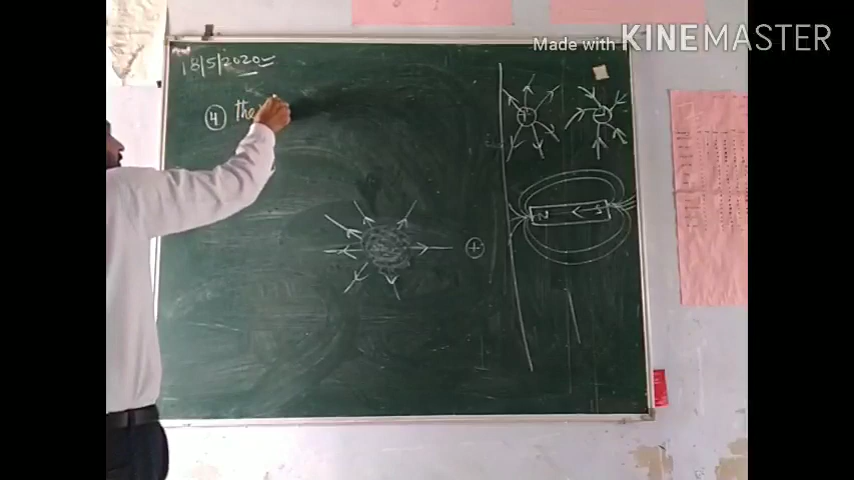 Made with KINEMASTER
18/5/2020
4 the
+ -
N S
+